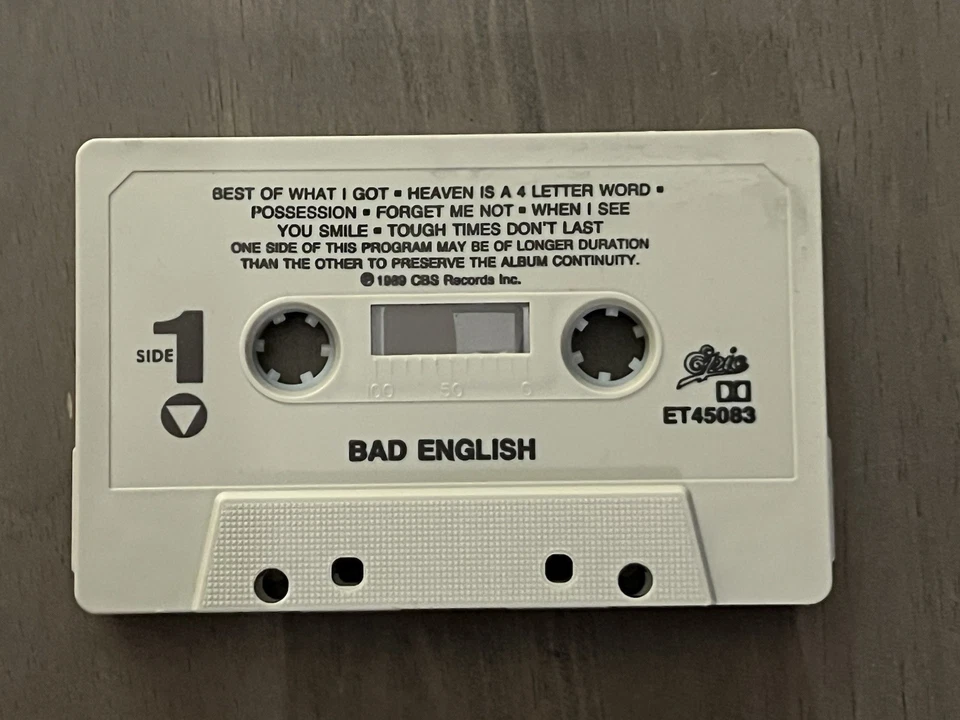 BEST OF WHAT I GOT ▪ HEAVEN IS A 4 LETTER WORD ▪
POSSESSION ▪ FORGET ME NOT ▪ WHEN I SEE
YOU SMILE ▪ TOUGH TIMES DON'T LAST
ONE SIDE OF THIS PROGRAM MAY BE OF LONGER DURATION
THAN THE OTHER TO PRESERVE THE ALBUM CONTINUITY.
℗ 1989 CBS Records Inc.
SIDE 1
100 50 0
Epic
ET45083
BAD ENGLISH